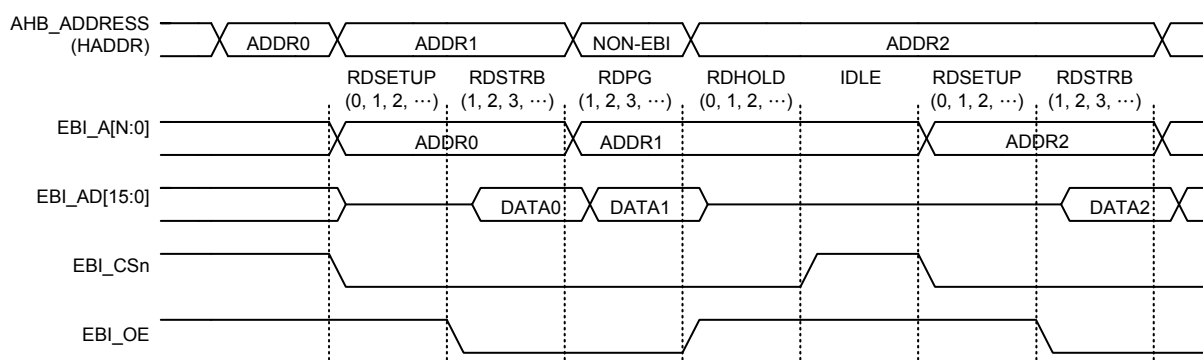 AHB_ADDRESS
(HADDR)
ADDR0 ADDR1 NON-EBI ADDR2
RDSETUP RDSTRB RDPG RDHOLD IDLE RDSETUP RDSTRB
(0, 1, 2, ⋯) (1, 2, 3, ⋯) (1, 2, 3, ⋯) (0, 1, 2, ⋯) (0, 1, 2, ⋯) (1, 2, 3, ⋯)
EBI_A[N:0] ADDR0 ADDR1 ADDR2
EBI_AD[15:0] DATA0 DATA1 DATA2
EBI_CSn
EBI_OE